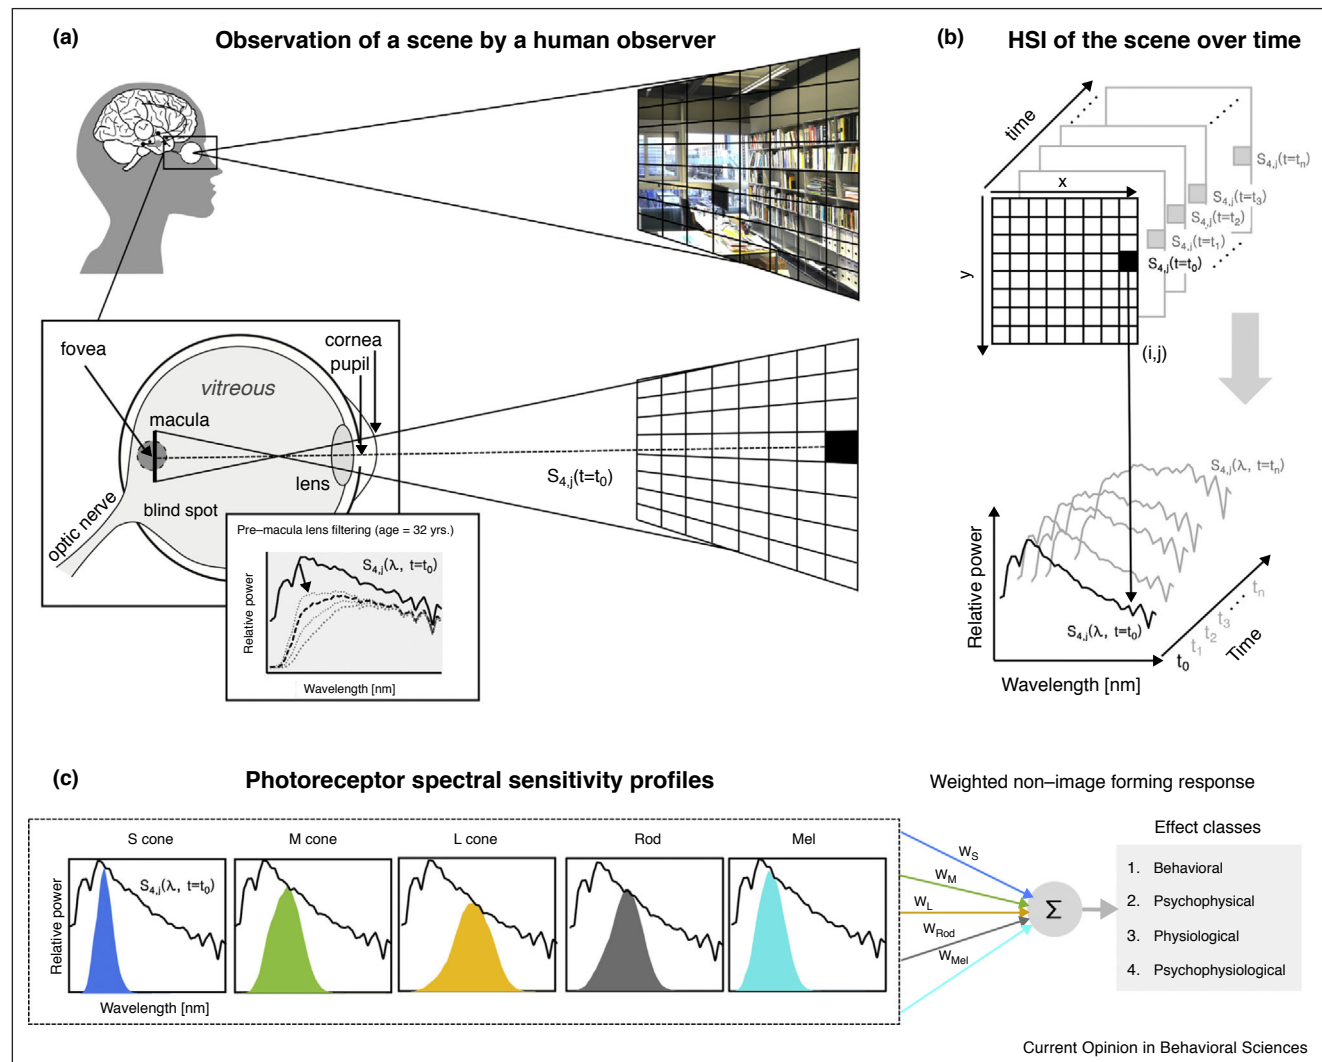 (a)
Observation of a scene by a human observer
fovea
macula
vitreous
cornea
pupil
lens
blind spot
optic nerve
S4,j(t=t0)
Pre–macula lens filtering (age = 32 yrs.)
Relative power
S4,j(λ, t=t0)
Wavelength [nm]
(b)
HSI of the scene over time
time
x
y
S4,j(t=tn)
S4,j(t=t3)
S4,j(t=t2)
S4,j(t=t1)
S4,j(t=t0)
(i,j)
S4,j(λ, t=tn)
Relative power
S4,j(λ, t=t0)
Wavelength [nm]
t0
t1
t2
t3
tn
Time
(c)
Photoreceptor spectral sensitivity profiles
S cone
M cone
L cone
Rod
Mel
Relative power
S4,j(λ, t=t0)
Wavelength [nm]
Weighted non–image forming response
WS
WM
WL
WRod
WMel
Σ
Effect classes
1. Behavioral
2. Psychophysical
3. Physiological
4. Psychophysiological
Current Opinion in Behavioral Sciences